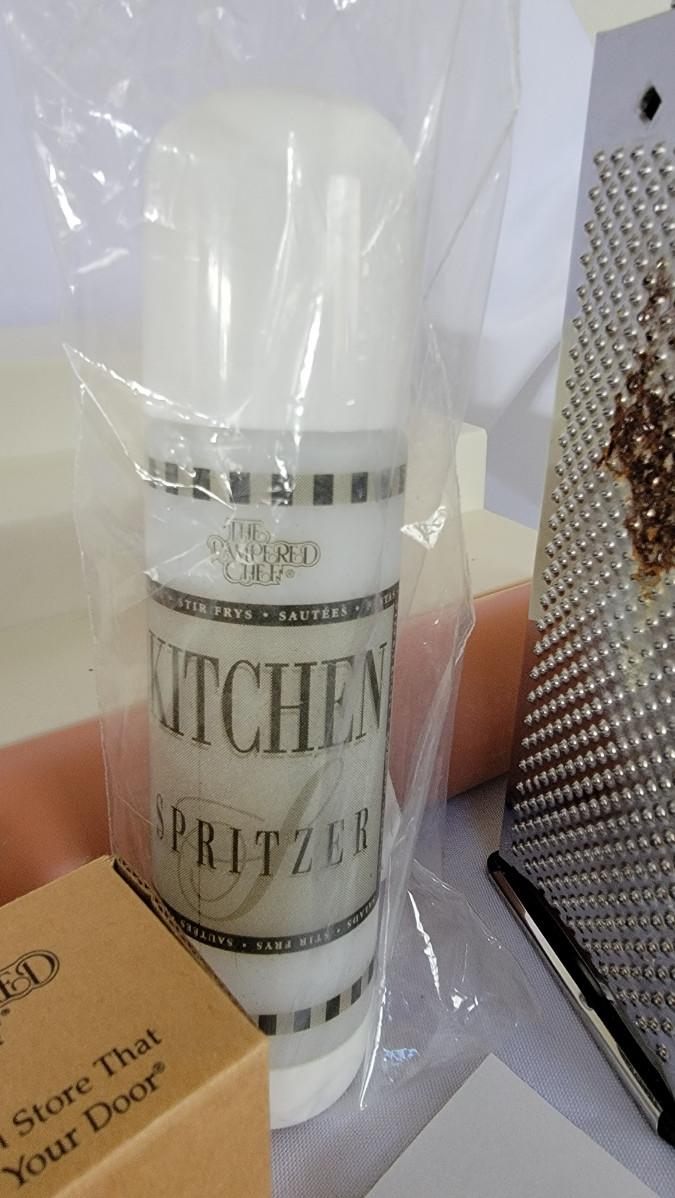 THE
PAMPERED
CHEF®
STIR FRYS • SAUTÉES •
KITCHEN
SPRITZER
STIR FRYS • SAUTÉES
Store That
Your Door®